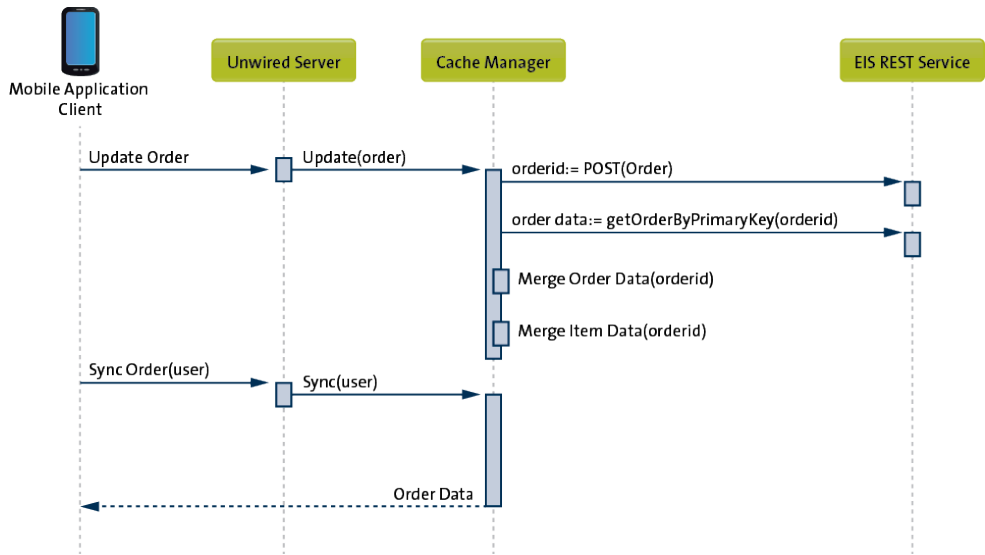 Mobile Application
Client
Unwired Server
Cache Manager
EIS REST Service
Update Order
Update(order)
orderid:= POST(Order)
order data:= getOrderByPrimaryKey(orderid)
Merge Order Data(orderid)
Merge Item Data(orderid)
Sync Order(user)
Sync(user)
Order Data